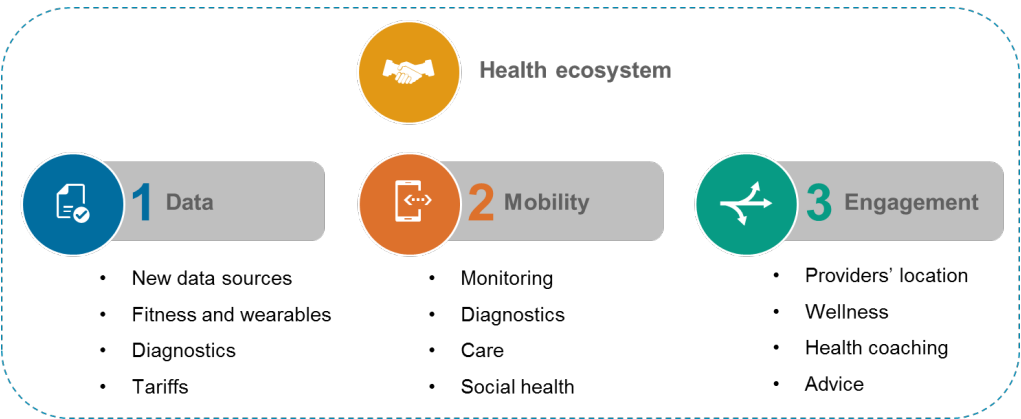 Health ecosystem
1 Data
• New data sources
• Fitness and wearables
• Diagnostics
• Tariffs
2 Mobility
• Monitoring
• Diagnostics
• Care
• Social health
3 Engagement
• Providers’ location
• Wellness
• Health coaching
• Advice